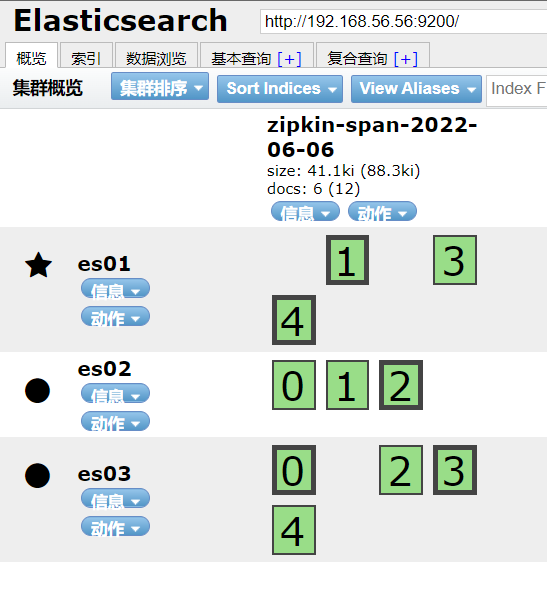 Elasticsearch
http://192.168.56.56:9200/
概览 索引 数据浏览 基本查询 [+] 复合查询 [+]
集群概览 集群排序 Sort Indices View Aliases Index F
zipkin-span-2022-
06-06
size: 41.1ki (88.3ki)
docs: 6 (12)
信息 动作
es01
信息
动作
1 3
4
es02
信息
动作
0 1 2
es03
信息
动作
0 2 3
4